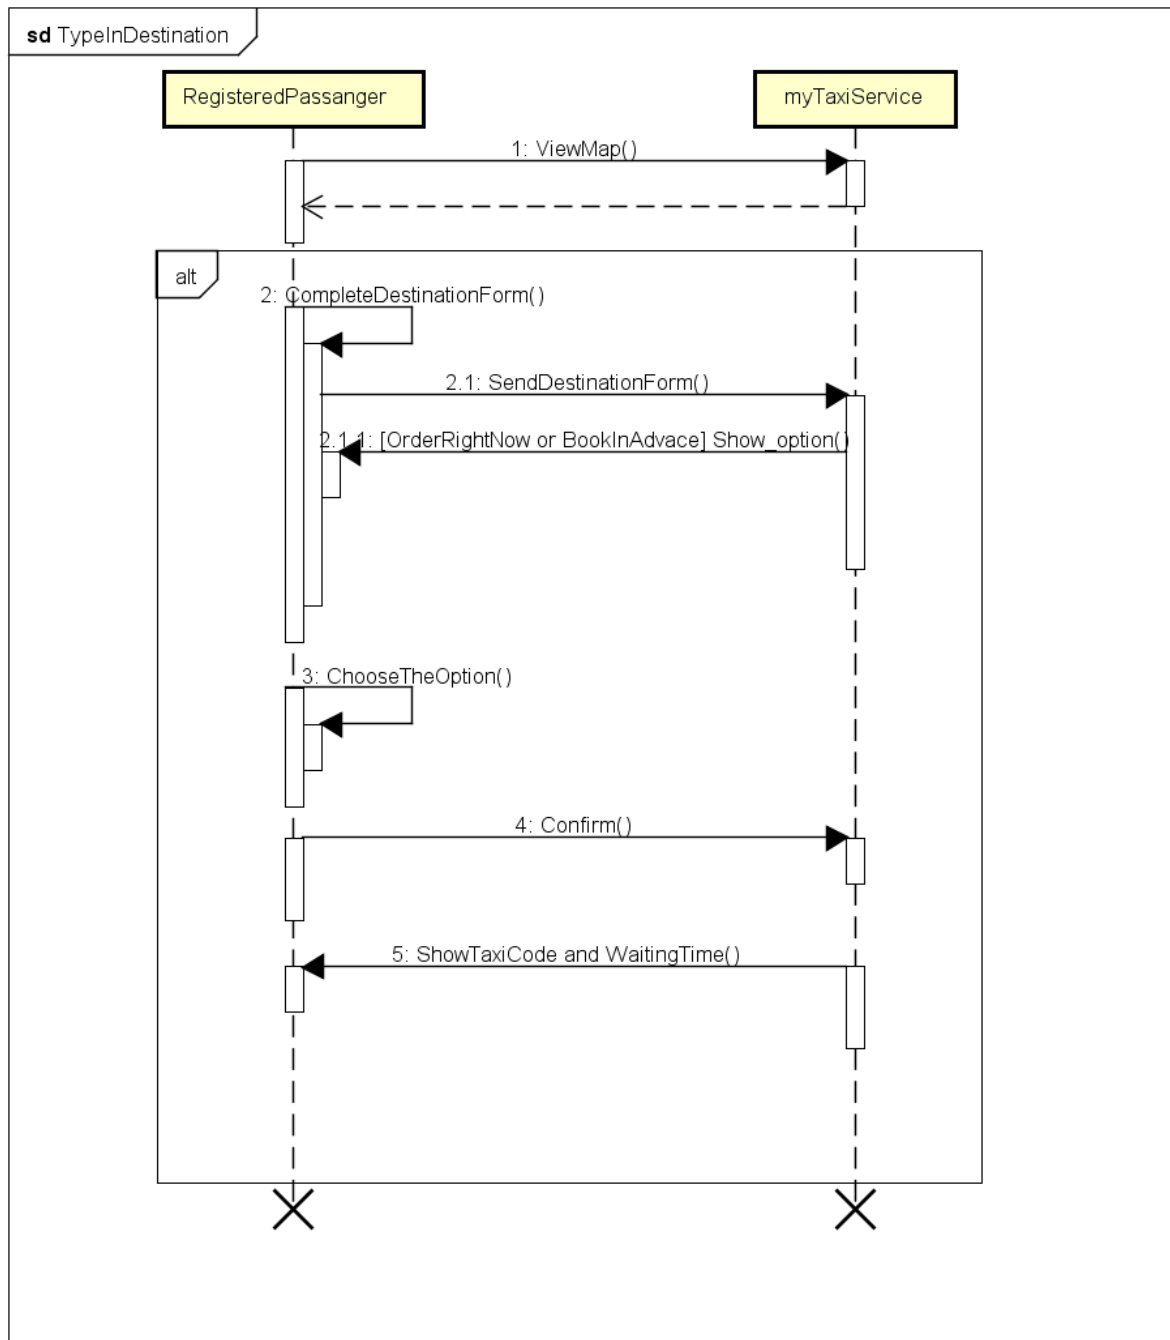 sd TypeInDestination
RegisteredPassanger
myTaxiService
1: ViewMap()
alt
2: CompleteDestinationForm()
2.1: SendDestinationForm()
2.1.1: [OrderRightNow or BookInAdvace] Show_option()
3: ChooseTheOption()
4: Confirm()
5: ShowTaxiCode and WaitingTime()